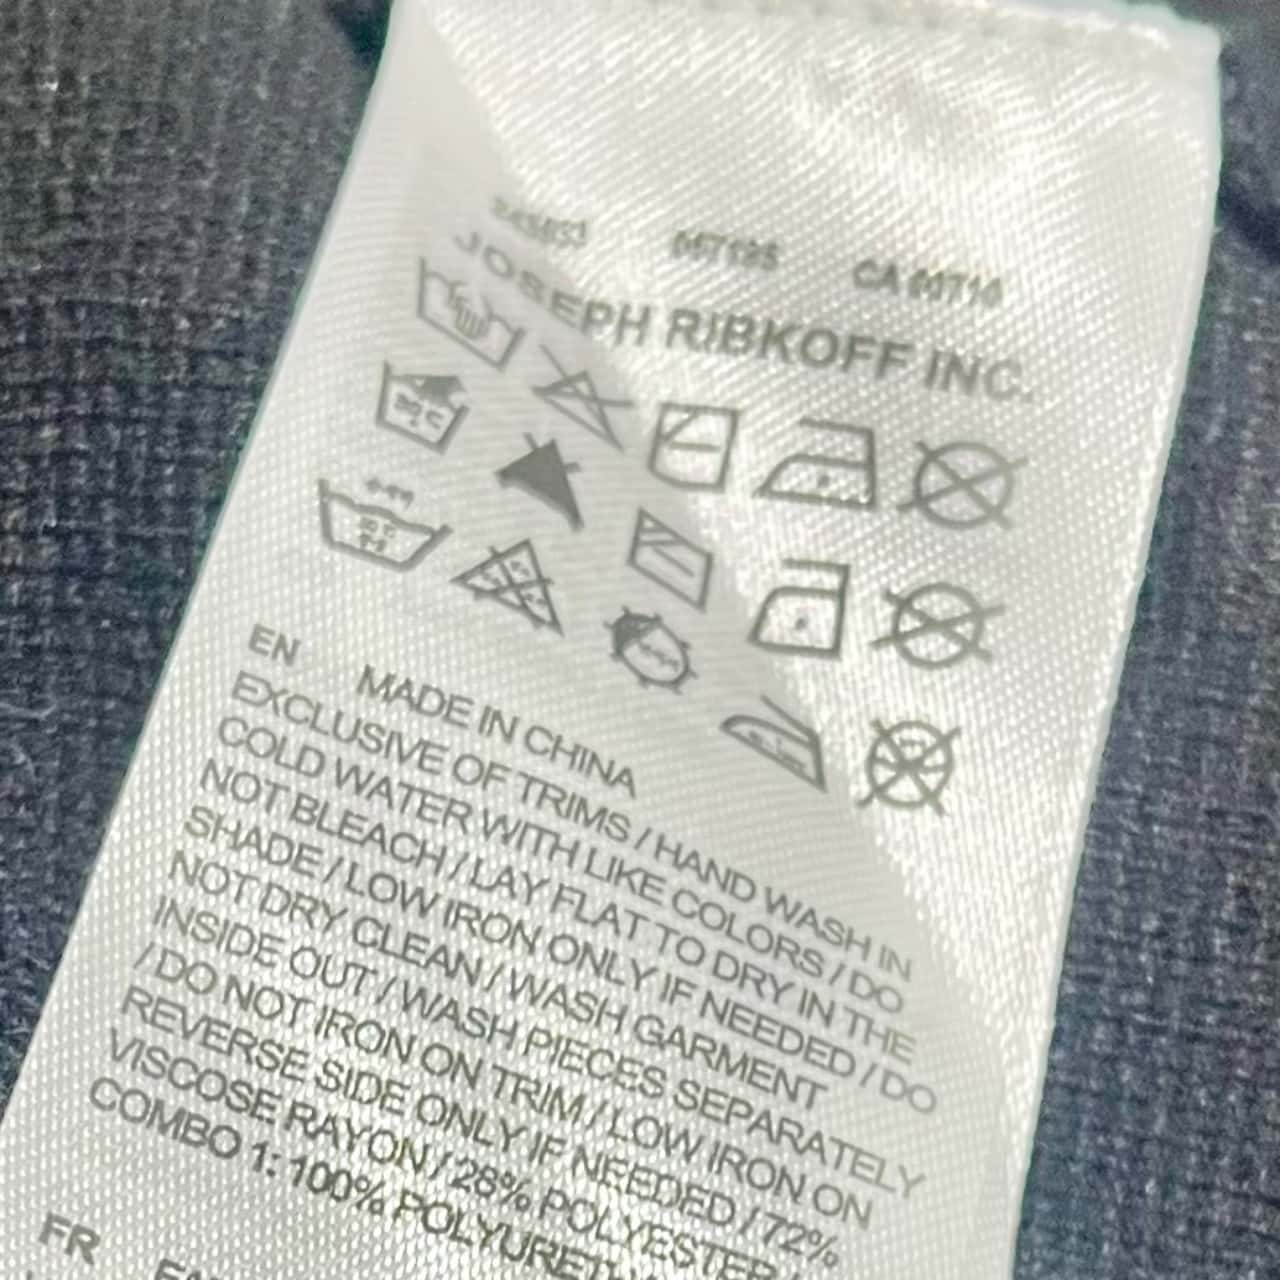 JOSEPH RIBKOFF INC.
30°C
EN MADE IN CHINA
EXCLUSIVE OF TRIMS / HAND WASH IN
COLD WATER WITH LIKE COLORS / DO
NOT BLEACH / LAY FLAT TO DRY IN THE
SHADE / LOW IRON ONLY IF NEEDED / DO
NOT DRY CLEAN / WASH GARMENT
INSIDE OUT / WASH PIECES SEPARATELY
/ DO NOT IRON ON TRIM / LOW IRON ON
REVERSE SIDE ONLY IF NEEDED / 72%
VISCOSE RAYON / 28% POLYESTER /
COMBO 1: 100% POLYURET
FR